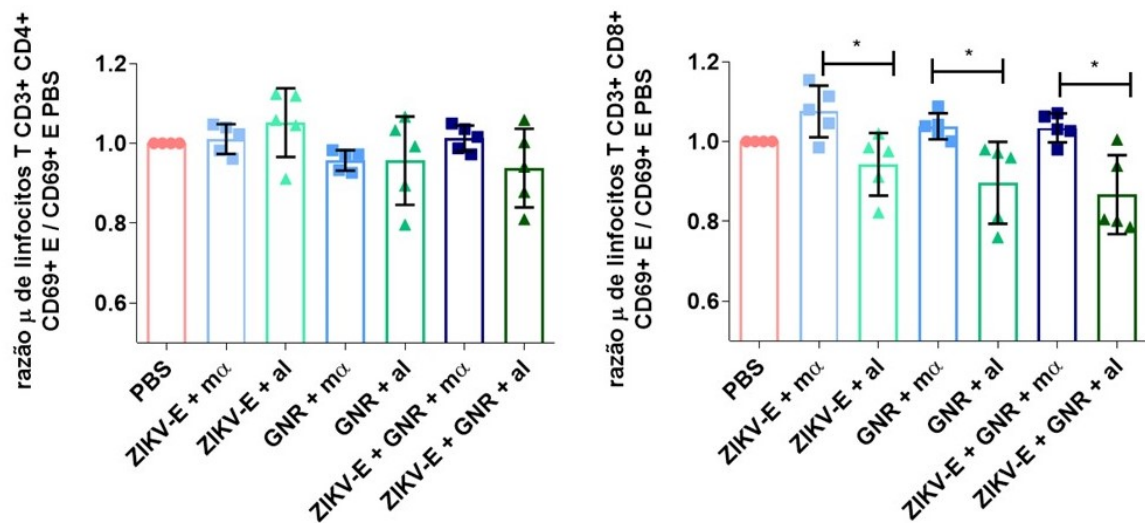 razão µ de linfocitos T CD3+ CD4+
CD69+ E / CD69+ E PBS
1.2
1.0
0.8
0.6
PBS
ZIKV-E + mα
ZIKV-E + al
GNR + mα
GNR + al
ZIKV-E + GNR + mα
ZIKV-E + GNR + al
razão µ de linfocitos T CD3+ CD8+
CD69+ E / CD69+ E PBS
1.2
1.0
0.8
0.6
*
*
*
PBS
ZIKV-E + mα
ZIKV-E + al
GNR + mα
GNR + al
ZIKV-E + GNR + mα
ZIKV-E + GNR + al